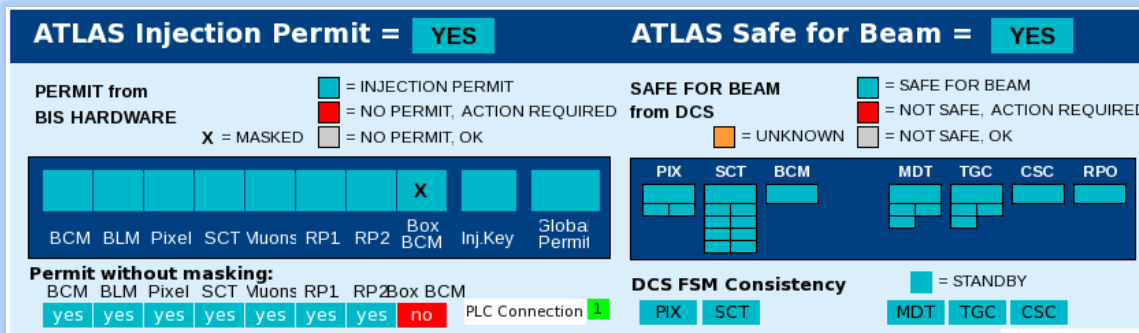 ATLAS Injection Permit = YES
PERMIT from
BIS HARDWARE
= INJECTION PERMIT
= NO PERMIT, ACTION REQUIRED
X = MASKED
= NO PERMIT, OK
X
BCM BLM Pixel SCT Muons RP1 RP2 Box BCM Inj.Key Global Permit
Permit without masking:
BCM BLM Pixel SCT Muons RP1 RP2 Box BCM
yes yes yes yes yes yes yes no
PLC Connection 1
ATLAS Safe for Beam = YES
SAFE FOR BEAM
from DCS
= SAFE FOR BEAM
= NOT SAFE, ACTION REQUIRED
= UNKNOWN
= NOT SAFE, OK
PIX SCT BCM MDT TGC CSC RPO
DCS FSM Consistency
= STANDBY
PIX SCT MDT TGC CSC